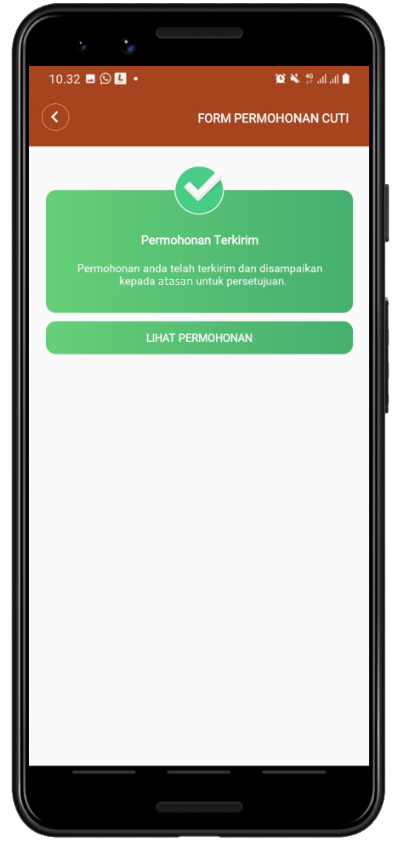 10.32
FORM PERMOHONAN CUTI
Permohonan Terkirim
Permohonan anda telah terkirim dan disampaikan
kepada atasan untuk persetujuan.
LIHAT PERMOHONAN